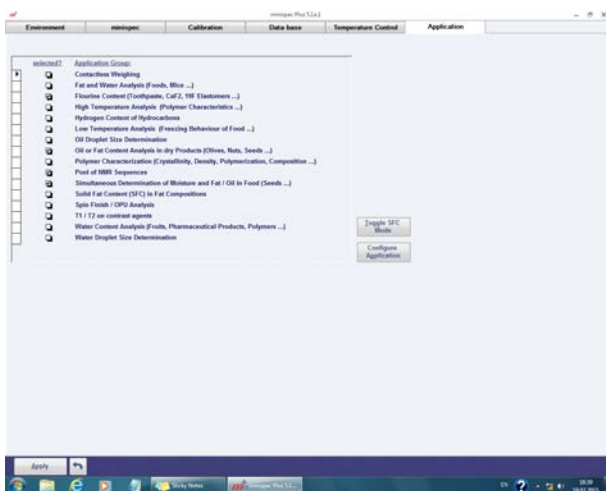 minispec Plus 5.1a.1
Environment minispec Calibration Data base Temperature Control Application
selected? Application Group:
Contactless Weighing
Fat and Water Analysis (Foods, Mice ...)
Flourine Content (Toothpaste, CaF2, 19F Elastomers ...)
High Temperature Analysis (Polymer Characteristics ...)
Hydrogen Content of Hydrocarbons
Low Temperature Analysis (Freezing Behaviour of Food ...)
Oil Droplet Size Determination
Oil or Fat Content Analysis in dry Products (Olives, Nuts, Seeds ...)
Polymer Characterization (Crystallinity, Density, Polymerization, Composition ...)
Pool of NMR Sequences
Simultaneous Determination of Moisture and Fat / Oil in Food (Seeds ...)
Solid Fat Content (SFC) in Fat Compositions
Spin Finish / OPU Analysis
T1 / T2 on contrast agents
Water Content Analysis (Fruits, Pharmaceutical Products, Polymers ...)
Water Droplet Size Determination
Toggle SFC
Mode
Configure
Application
Apply
Sticky Notes minispec Plus 5.1... EN 18:39